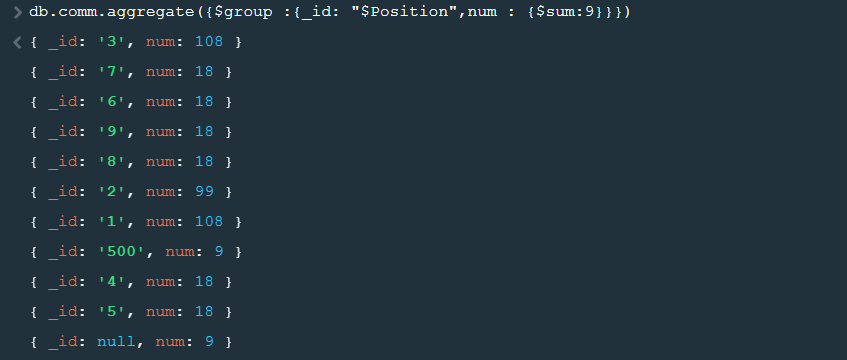 > db.comm.aggregate({$group :{_id: "$Position",num : {$sum:9}}})
< { _id: '3', num: 108 }
{ _id: '7', num: 18 }
{ _id: '6', num: 18 }
{ _id: '9', num: 18 }
{ _id: '8', num: 18 }
{ _id: '2', num: 99 }
{ _id: '1', num: 108 }
{ _id: '500', num: 9 }
{ _id: '4', num: 18 }
{ _id: '5', num: 18 }
{ _id: null, num: 9 }